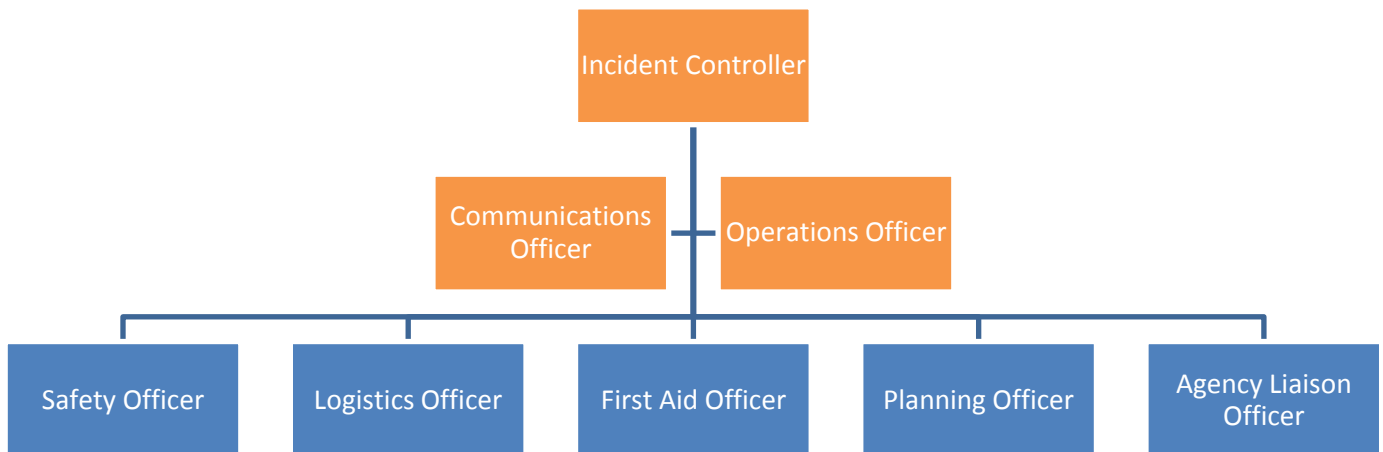 Incident Controller
Communications
Officer
Operations Officer
Safety Officer
Logistics Officer
First Aid Officer
Planning Officer
Agency Liaison
Officer